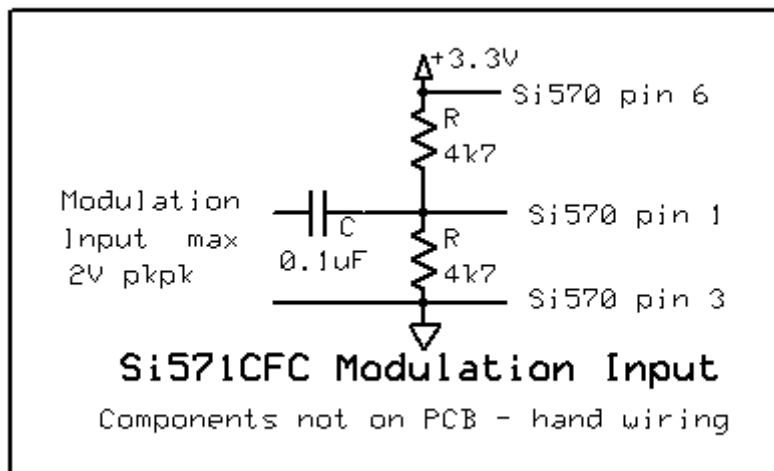 +3.3V
Si570 pin 6
R
4k7
Modulation
Input max
2V pkpk
C
0.1uF
Si570 pin 1
R
4k7
Si570 pin 3
Si571CFC Modulation Input
Components not on PCB - hand wiring